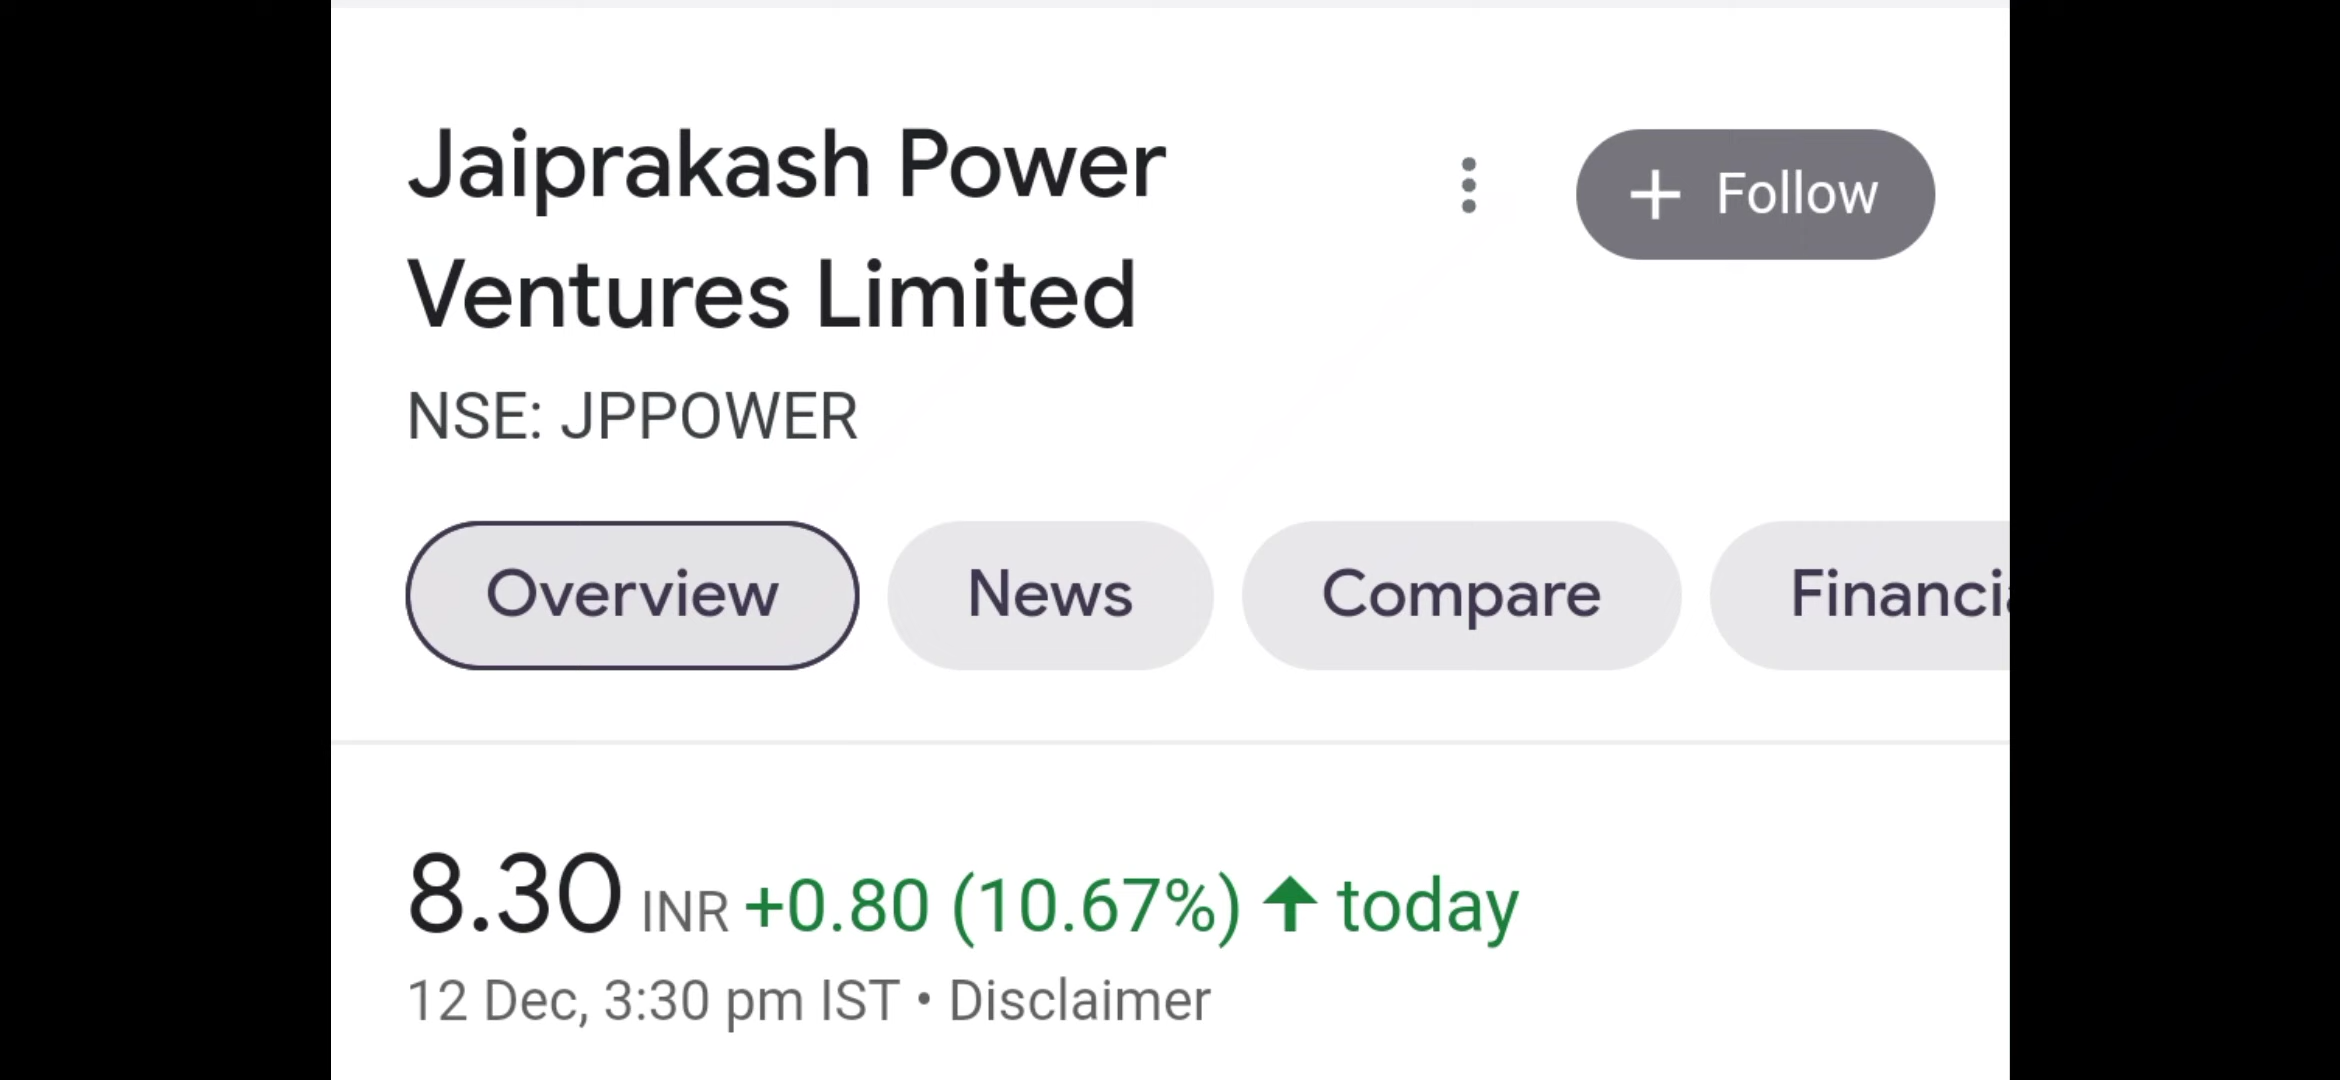 Jaiprakash Power
Ventures Limited
+ Follow
NSE: JPPOWER
Overview News Compare Financi
8.30 INR +0.80 (10.67%) ↑ today
12 Dec, 3:30 pm IST • Disclaimer